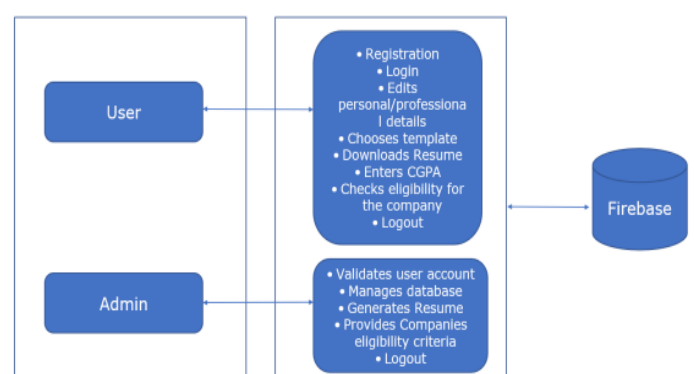 User
• Registration
• Login
• Edits
personal/professiona
l details
• Chooses template
• Downloads Resume
• Enters CGPA
• Checks eligibility for
the company
• Logout
Firebase
Admin
• Validates user account
• Manages database
• Generates Resume
• Provides Companies
eligibility criteria
• Logout